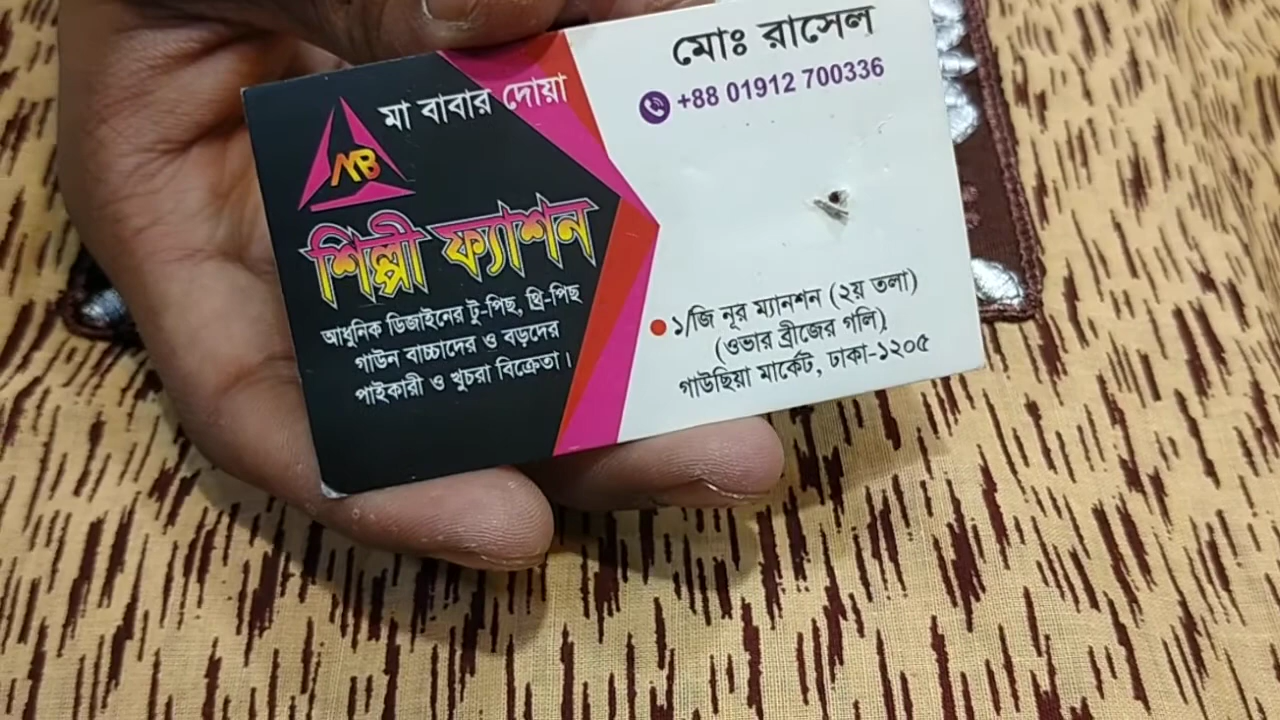 মা বাবার দোয়া
MB
শিল্পী ফ্যাশন
আধুনিক ডিজাইনের টু-পিছ, থ্রি-পিছ
গাউন বাচ্চাদের ও বড়দের
পাইকারী ও খুচরা বিক্রেতা।
মোঃ রাসেল
+88 01912 700336
১/জি নূর ম্যানশন (২য় তলা)
(ওভার ব্রীজের গলি),
গাউছিয়া মার্কেট, ঢাকা-১২০৫